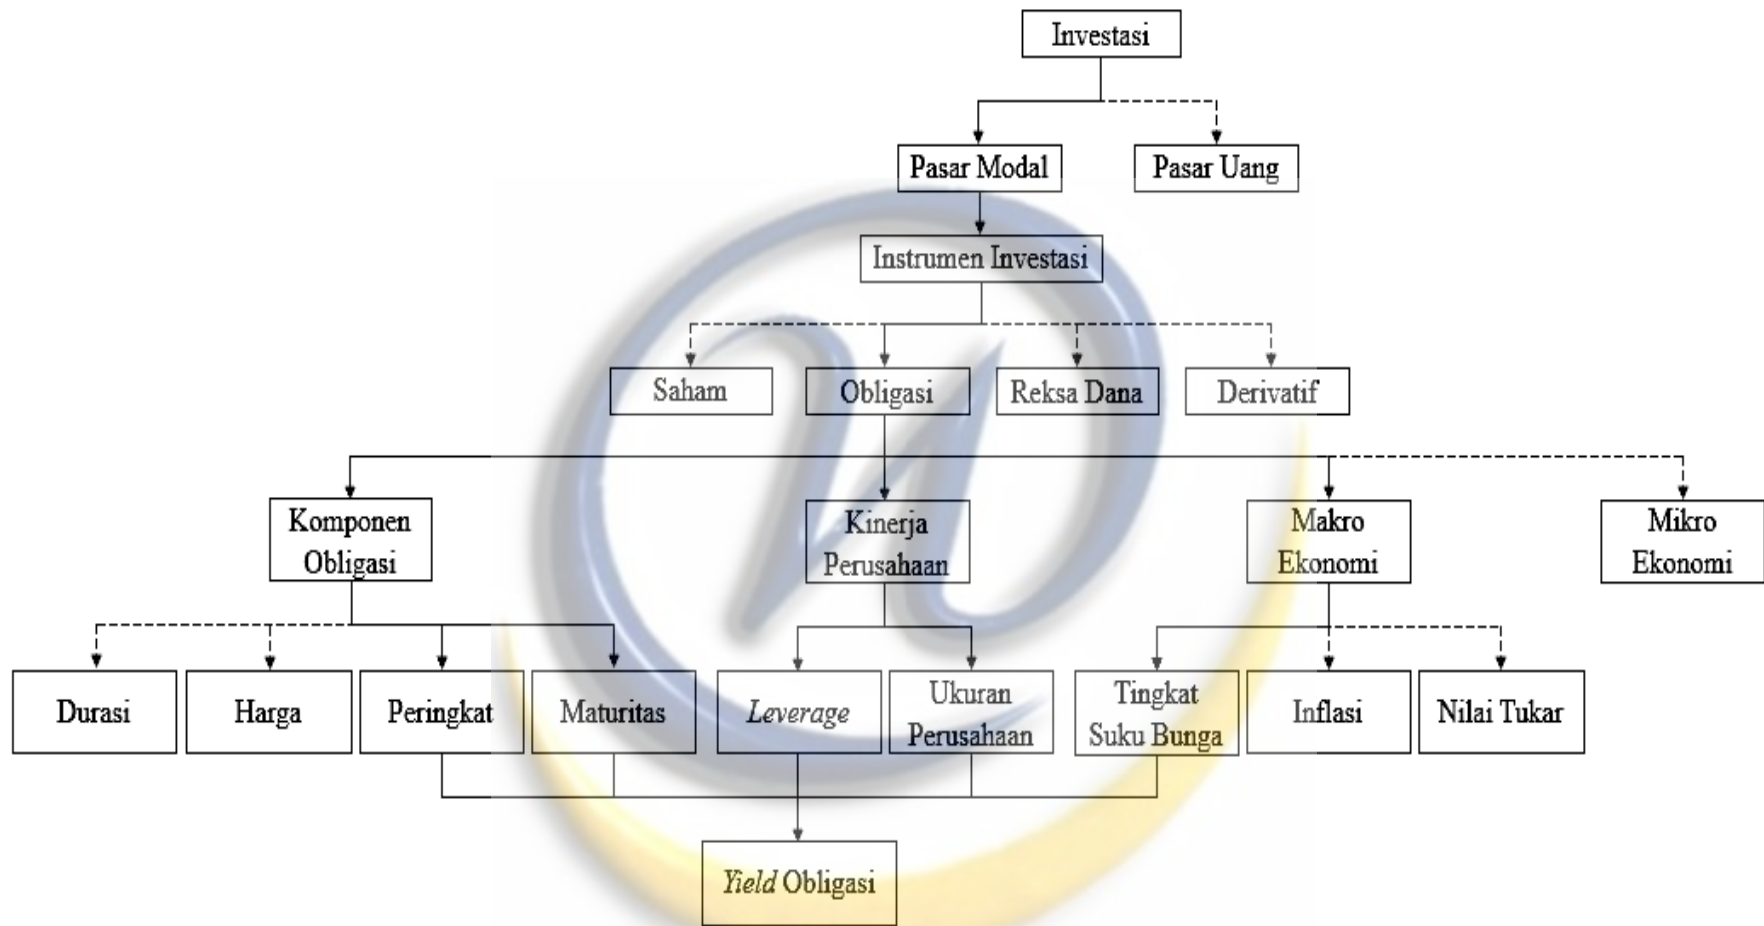 Investasi
Pasar Modal
Pasar Uang
Instrumen Investasi
Saham
Obligasi
Reksa Dana
Derivatif
Komponen
Obligasi
Kinerja
Perusahaan
Makro
Ekonomi
Mikro
Ekonomi
Durasi
Harga
Peringkat
Maturitas
Leverage
Ukuran
Perusahaan
Tingkat
Suku Bunga
Inflasi
Nilai Tukar
Yield Obligasi